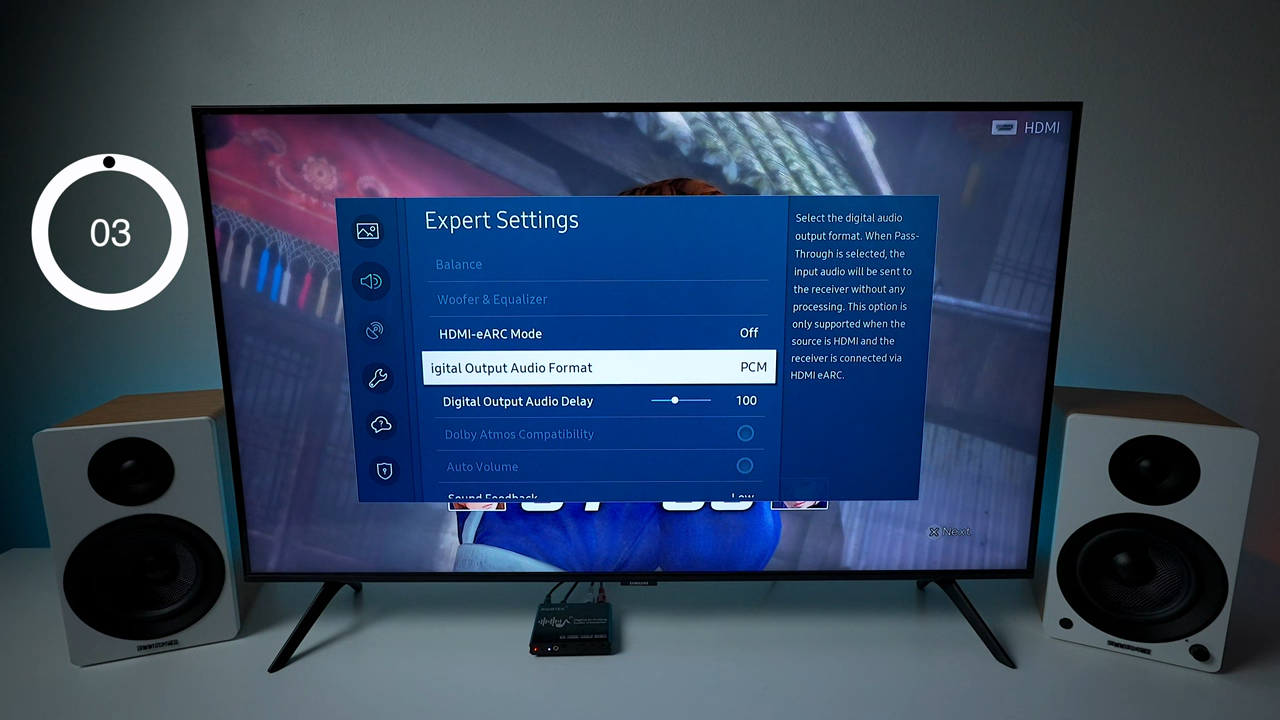 03
HDMI
Expert Settings
Balance
Woofer & Equalizer
HDMI-eARC Mode Off
igital Output Audio Format PCM
Digital Output Audio Delay 100
Dolby Atmos Compatibility
Auto Volume
Sound Feedback Low
Select the digital audio
output format. When Pass-
Through is selected, the
input audio will be sent to
the receiver without any
processing. This option is
only supported when the
source is HDMI and the
receiver is connected via
HDMI eARC.
Next
SAMSUNG